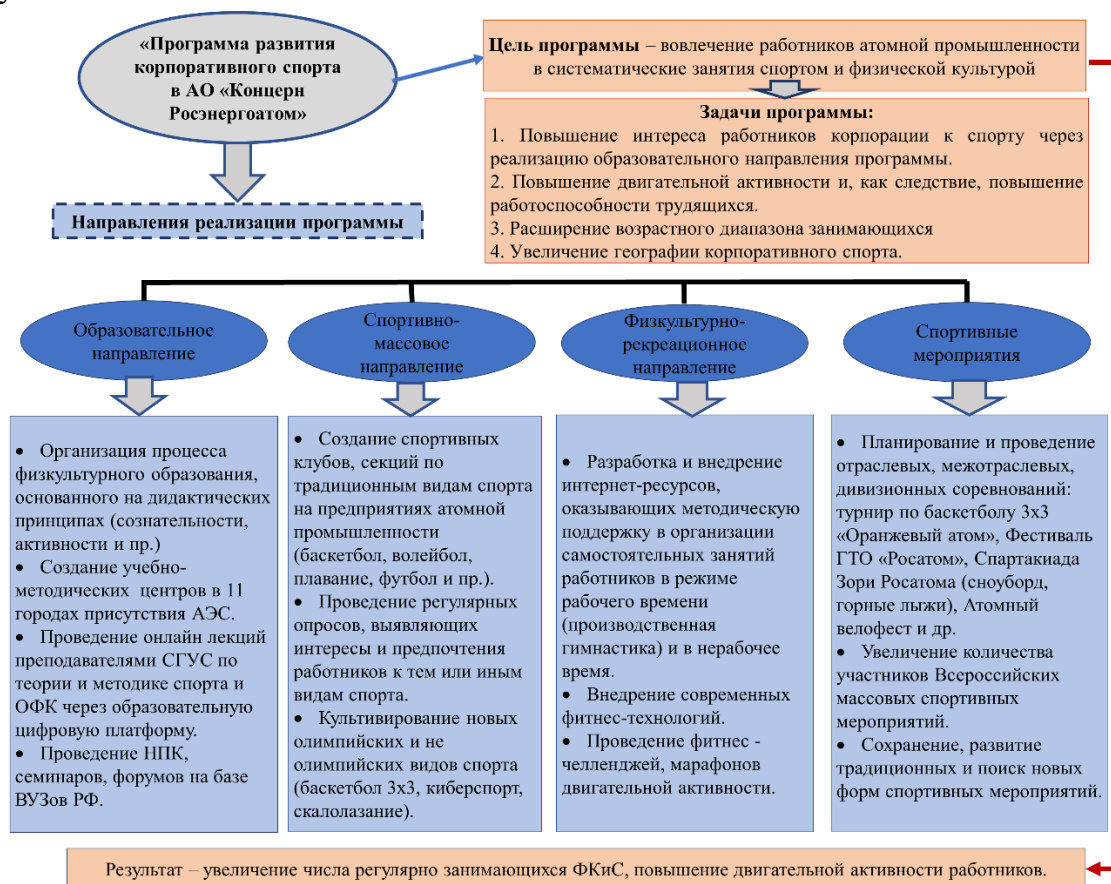 «Программа развития
корпоративного спорта
в АО «Концерн
Росэнергоатом»
Цель программы – вовлечение работников атомной промышленности
в систематические занятия спортом и физической культурой
Задачи программы:
1. Повышение интереса работников корпорации к спорту через
реализацию образовательного направления программы.
2. Повышение двигательной активности и, как следствие, повышение
работоспособности трудящихся.
3. Расширение возрастного диапазона занимающихся
4. Увеличение географии корпоративного спорта.
Направления реализации программы
Образовательное
направление
Спортивно-
массовое
направление
Физкультурно-
рекреационное
направление
Спортивные
мероприятия
• Организация процесса
физкультурного образования,
основанного на дидактических
принципах (сознательности,
активности и пр.)
• Создание учебно-
методических центров в 11
городах присутствия АЭС.
• Проведение онлайн лекций
преподавателями СГУС по
теории и методике спорта и
ОФК через образовательную
цифровую платформу.
• Проведение НПК,
семинаров, форумов на базе
ВУЗов РФ.
• Создание спортивных
клубов, секций по
традиционным видам спорта
на предприятиях атомной
промышленности
(баскетбол, волейбол,
плавание, футбол и пр.).
• Проведение регулярных
опросов, выявляющих
интересы и предпочтения
работников к тем или иным
видам спорта.
• Культивирование новых
олимпийских и не
олимпийских видов спорта
(баскетбол 3х3, киберспорт,
скалолазание).
• Разработка и внедрение
интернет-ресурсов,
оказывающих методическую
поддержку в организации
самостоятельных занятий
работников в режиме
рабочего времени
(производственная
гимнастика) и в нерабочее
время.
• Внедрение современных
фитнес-технологий.
• Проведение фитнес -
челленджей, марафонов
двигательной активности.
• Планирование и проведение
отраслевых, межотраслевых,
дивизионных соревнований:
турнир по баскетболу 3х3
«Оранжевый атом», Фестиваль
ГТО «Росатом», Спартакиада
Зори Росатома (сноуборд,
горные лыжи), Атомный
велофест и др.
• Увеличение количества
участников Всероссийских
массовых спортивных
мероприятий.
• Сохранение, развитие
традиционных и поиск новых
форм спортивных мероприятий.
Результат – увеличение числа регулярно занимающихся ФКиС, повышение двигательной активности работников.